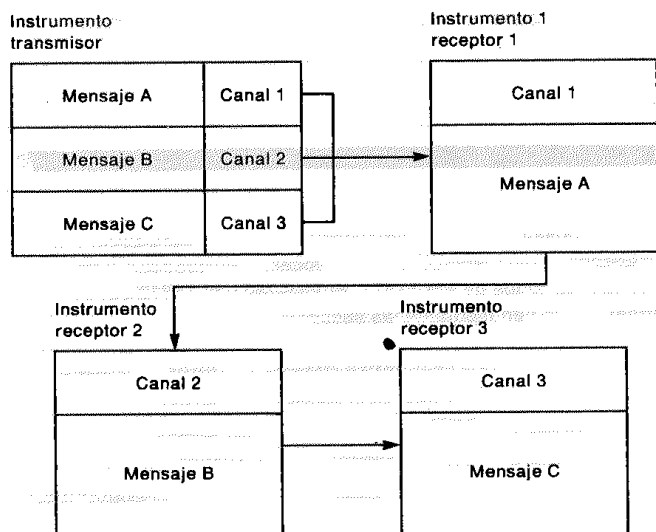 Instrumento
transmisor
Instrumento 1
receptor 1
Mensaje A
Canal 1
Canal 1
Mensaje B
Canal 2
Mensaje A
Mensaje C
Canal 3
Instrumento
receptor 2
Instrumento
receptor 3
Canal 2
Canal 3
Mensaje B
Mensaje C